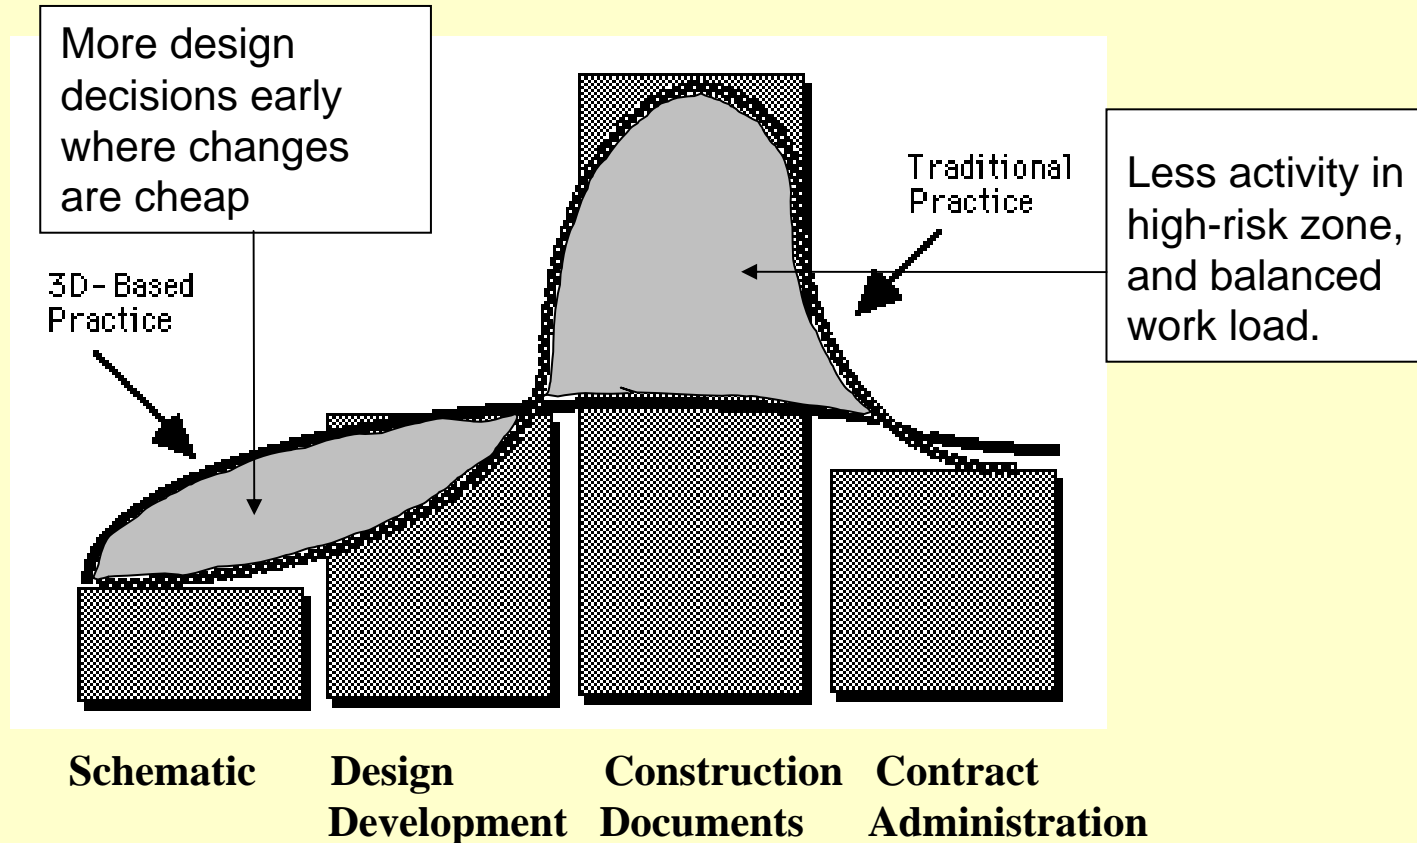 More design
decisions early
where changes
are cheap
Traditional
Practice
Less activity in
high-risk zone,
and balanced
work load.
3D-Based
Practice
Schematic
Design
Development
Construction
Documents
Contract
Administration